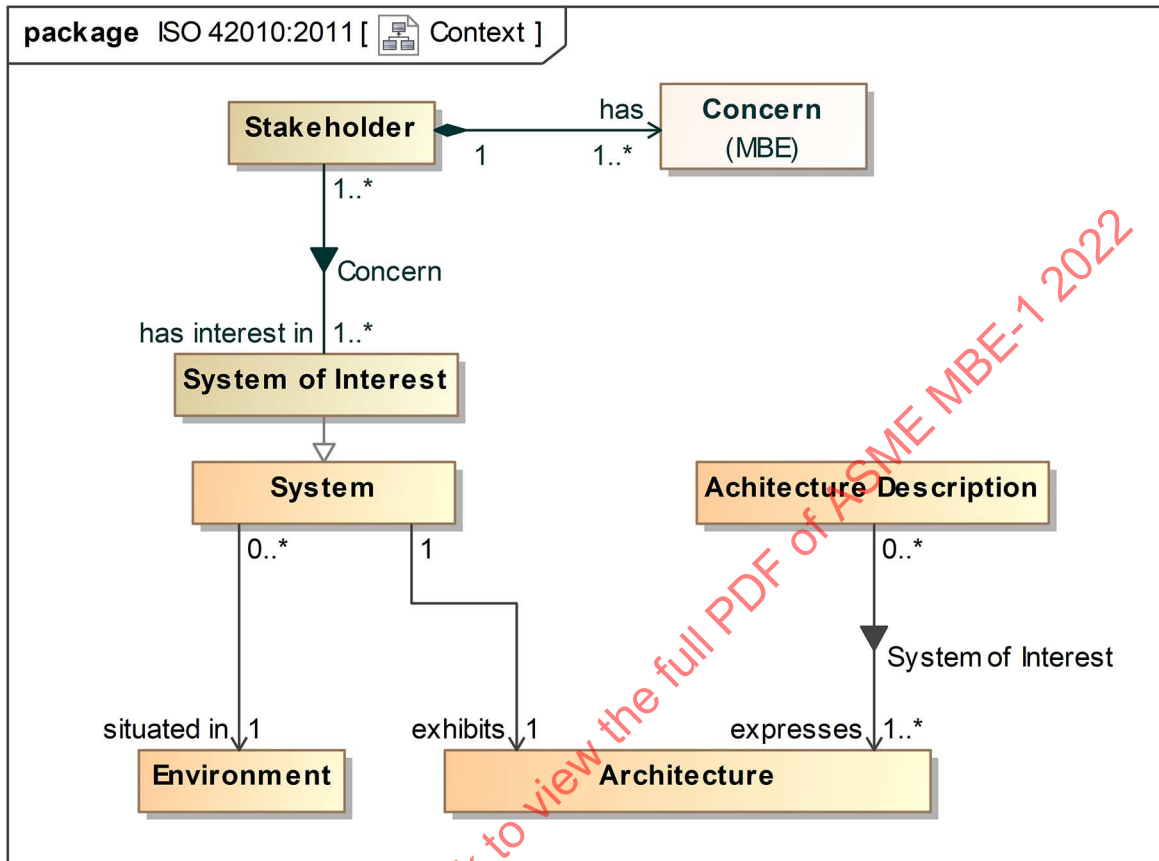 package ISO 42010:2011 [ Context ]
Stakeholder
has
1
1..*
Concern
(MBE)
1..*
Concern
has interest in
1..*
System of Interest
System
Achitecture Description
0..*
1
0..*
System of Interest
situated in
1
exhibits
1
expresses
1..*
Environment
Architecture
k to view the full PDF of ASME MBE-1 2022